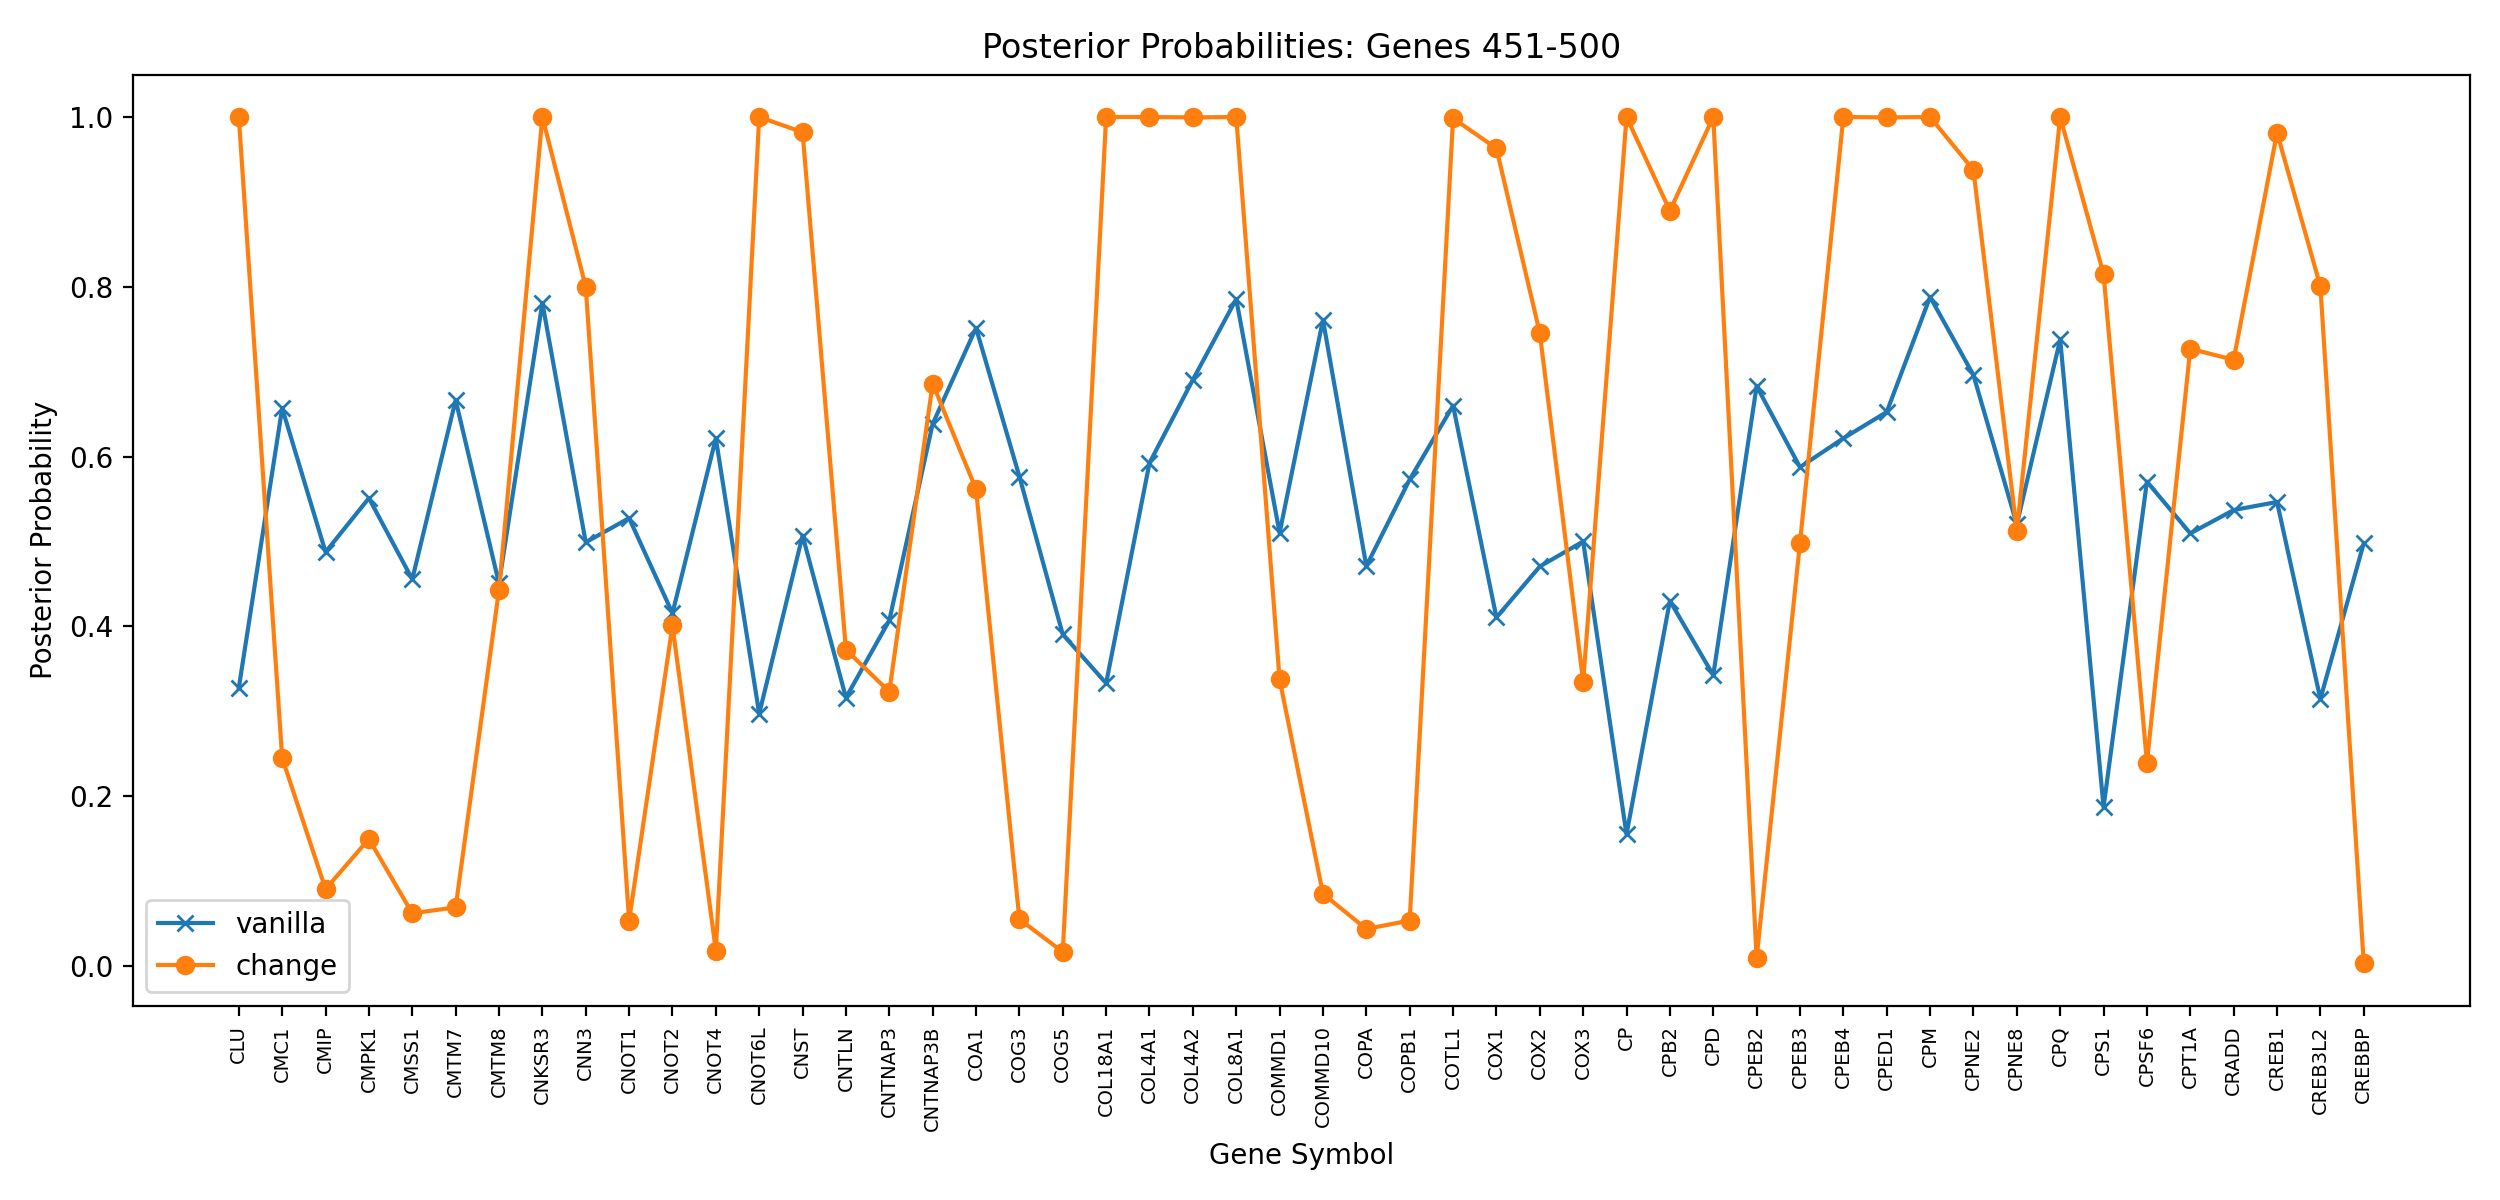 Posterior Probabilities: Genes 451-500
Posterior Probability
1.0
0.8
0.6
0.4
0.2
0.0
vanilla
change
CLU
CMC1
CMIP
CMPK1
CMSS1
CMTM7
CMTM8
CNKSR3
CNN3
CNOT1
CNOT2
CNOT4
CNOT6L
CNST
CNTLN
CNTNAP3
CNTNAP3B
COA1
COG3
COG5
COL18A1
COL4A1
COL4A2
COL8A1
COMMD1
COMMD10
COPA
COPB1
COTL1
COX1
COX2
COX3
CP
CPB2
CPD
CPEB2
CPEB3
CPEB4
CPED1
CPM
CPNE2
CPNE8
CPQ
CPS1
CPSF6
CPT1A
CRADD
CREB1
CREB3L2
CREBBP
Gene Symbol